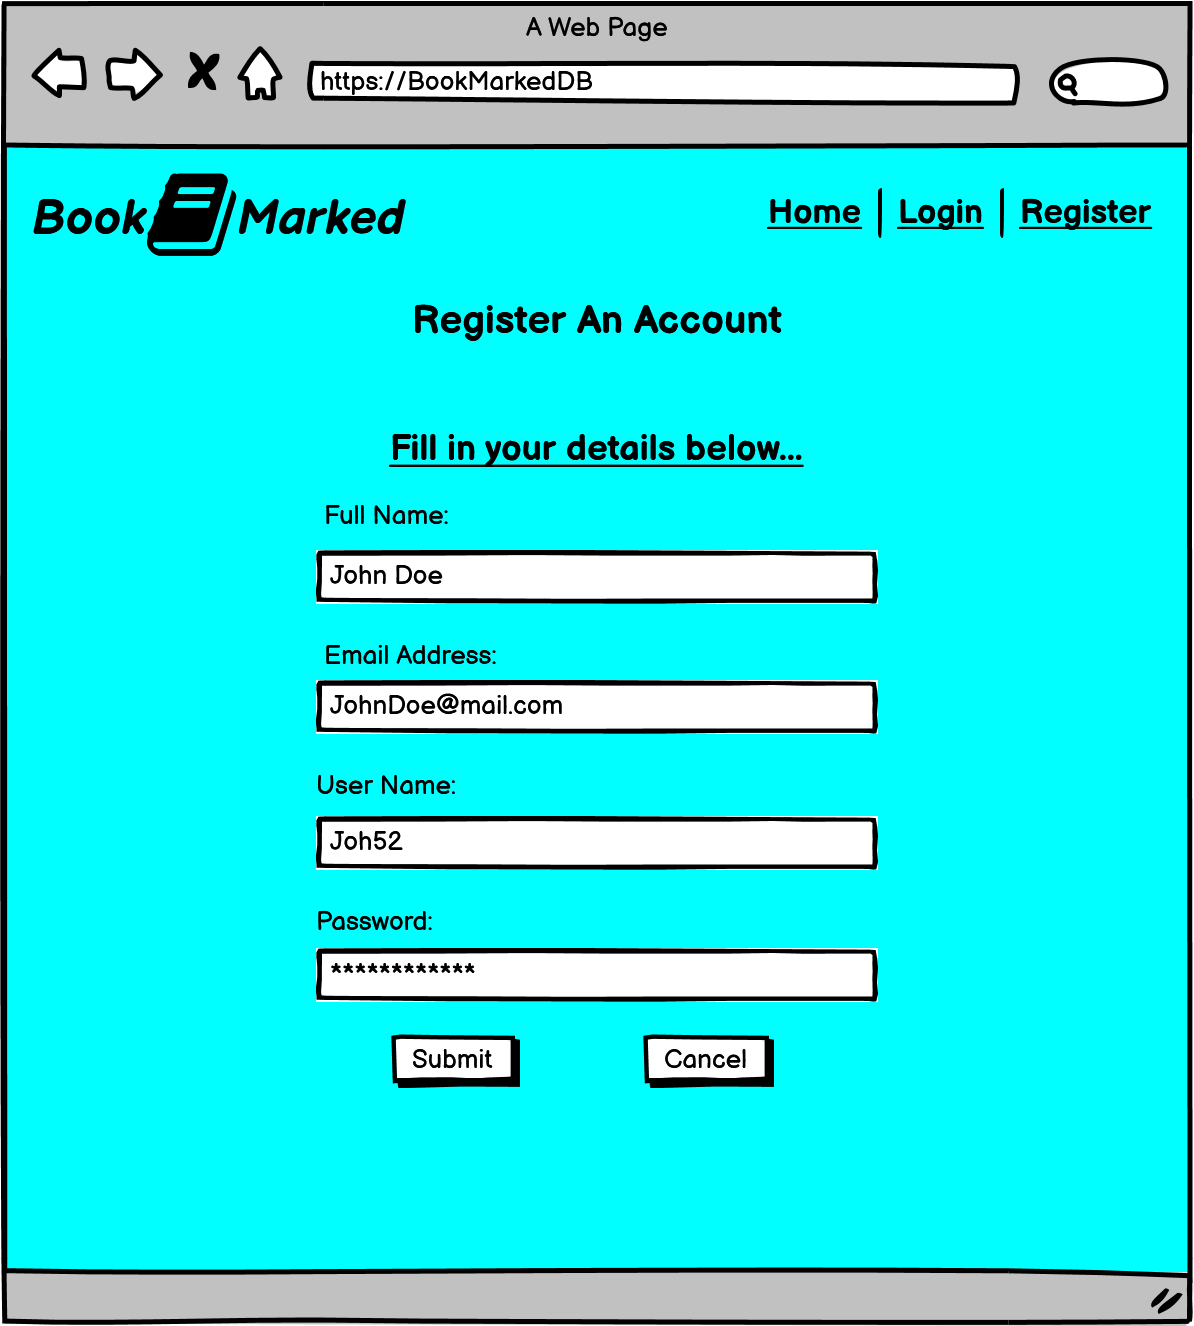 A Web Page
https://BookMarkedDB
Book Marked
Home Login Register
Register An Account
Fill in your details below...
Full Name:
John Doe
Email Address:
JohnDoe@mail.com
User Name:
Joh52
Password:
************
Submit Cancel